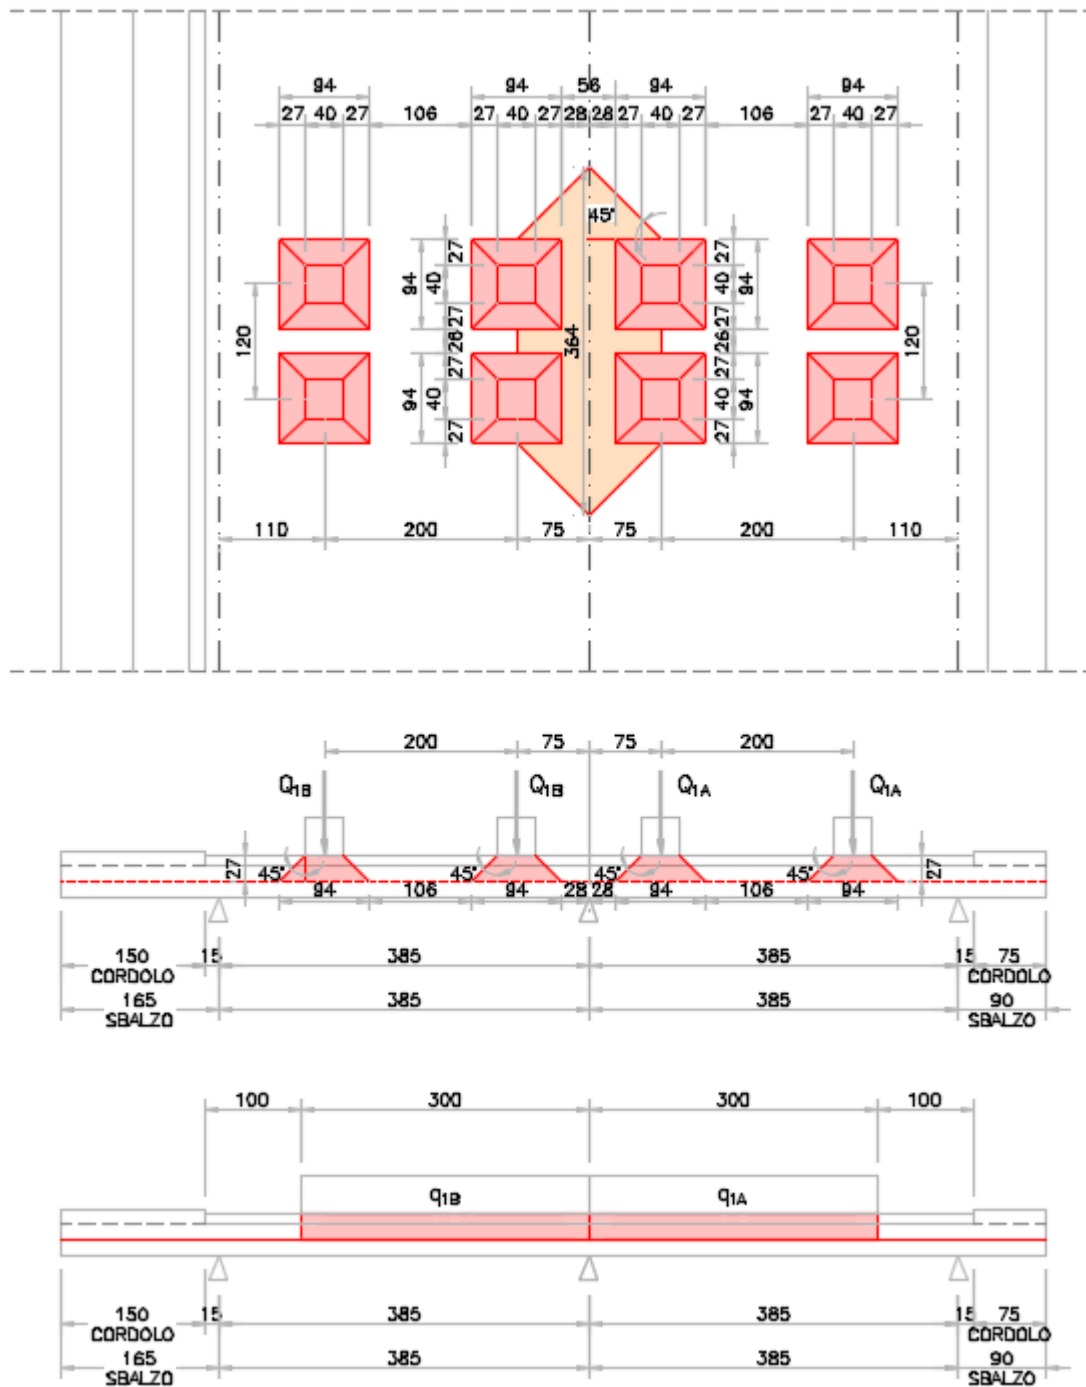 94 94 56 94 94
27 40 27 106 27 40 27 28 28 27 40 27 106 27 40 27
45°
27 27
94 40 40 94
27 27
120 364 26 26 120
27 27
94 40 40 94
27 27
110 200 75 75 200 110
200 75 75 200
Q1B Q1B Q1A Q1A
27 45° 45° 45° 45° 27
94 106 94 28 28 94 106 94
150 15 385 385 15 75
CORDOLO CORDOLO
165 385 385 90
SBALZO SBALZO
100 300 300 100
q1B q1A
150 15 385 385 15 75
CORDOLO CORDOLO
165 385 385 90
SBALZO SBALZO